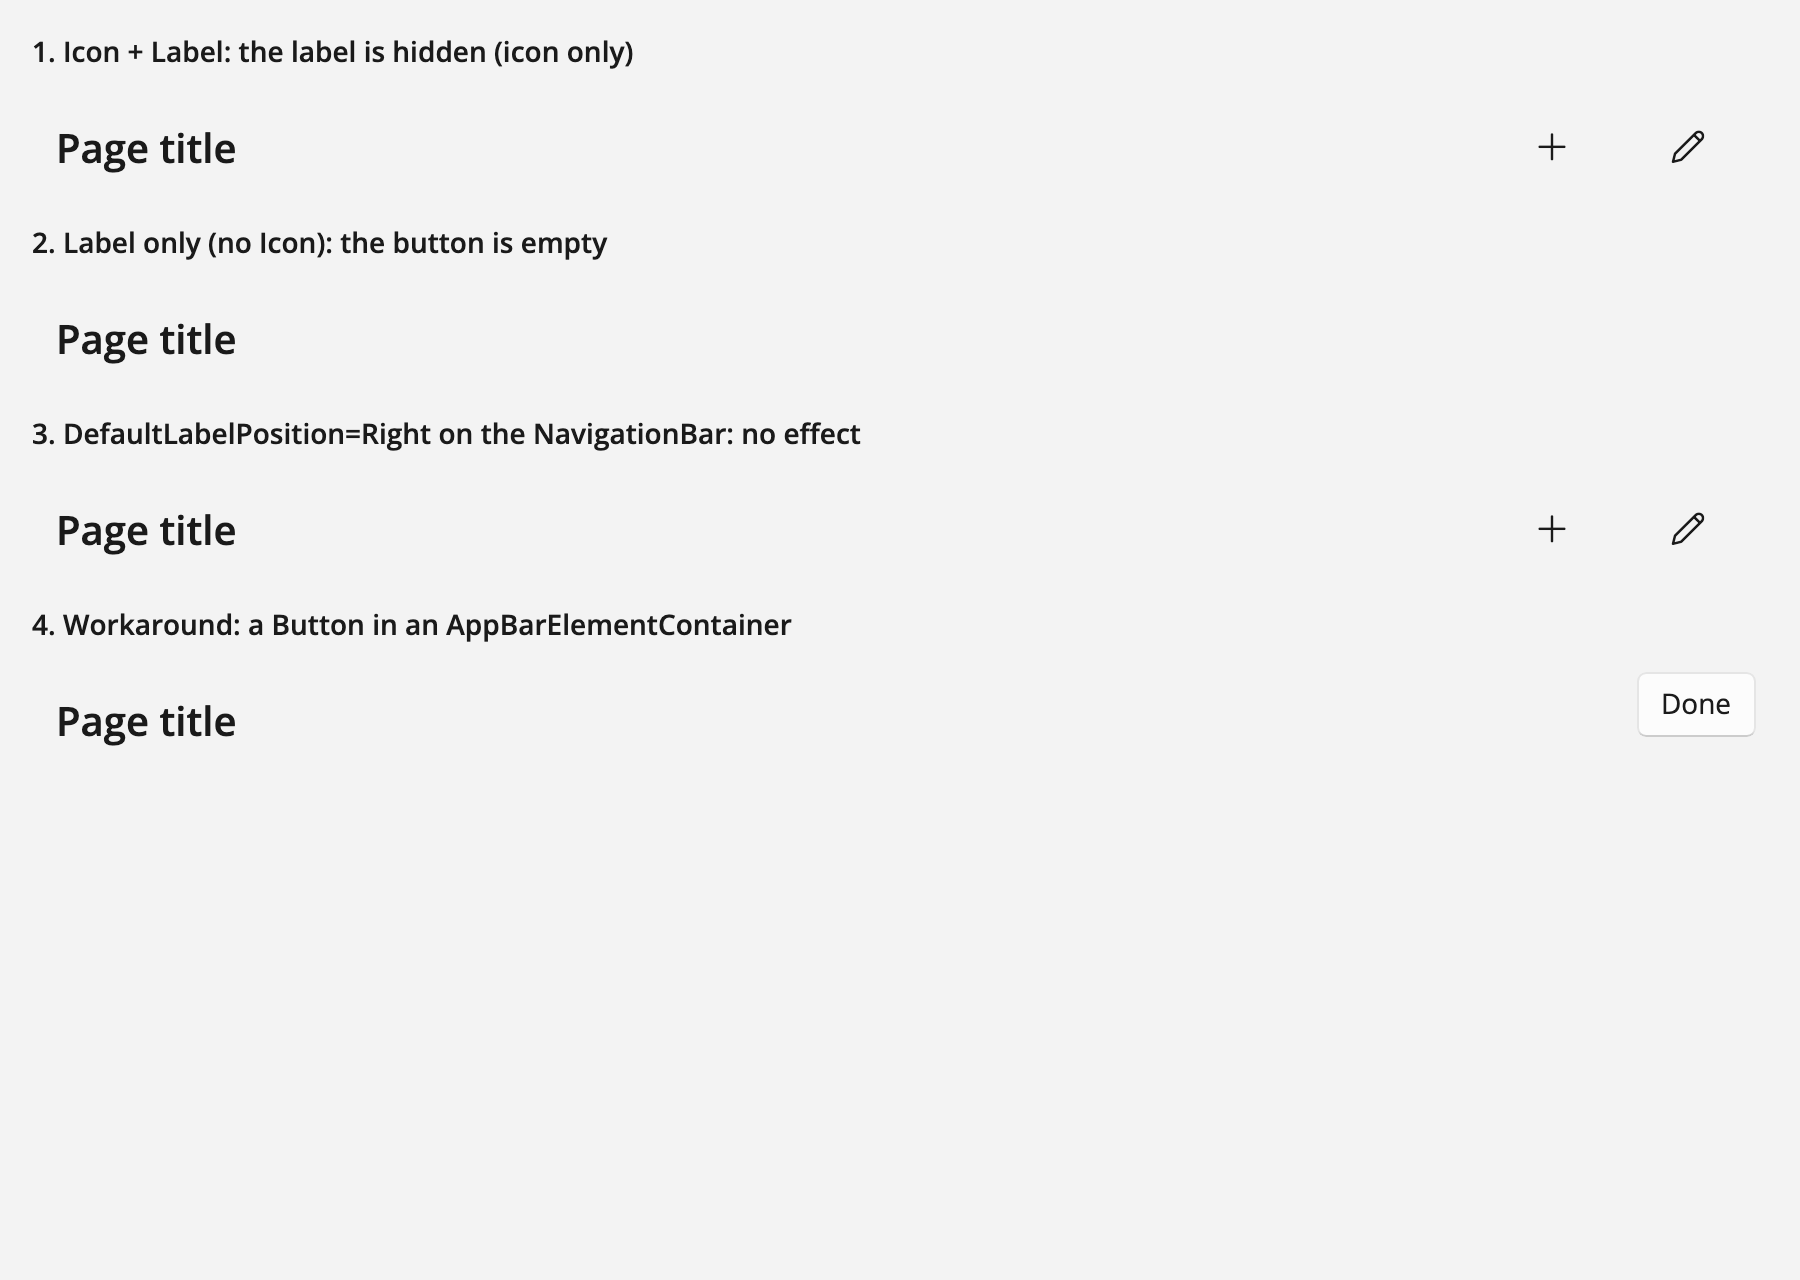 1. Icon + Label: the label is hidden (icon only)
Page title
2. Label only (no Icon): the button is empty
Page title
3. DefaultLabelPosition=Right on the NavigationBar: no effect
Page title
4. Workaround: a Button in an AppBarElementContainer
Page title
Done